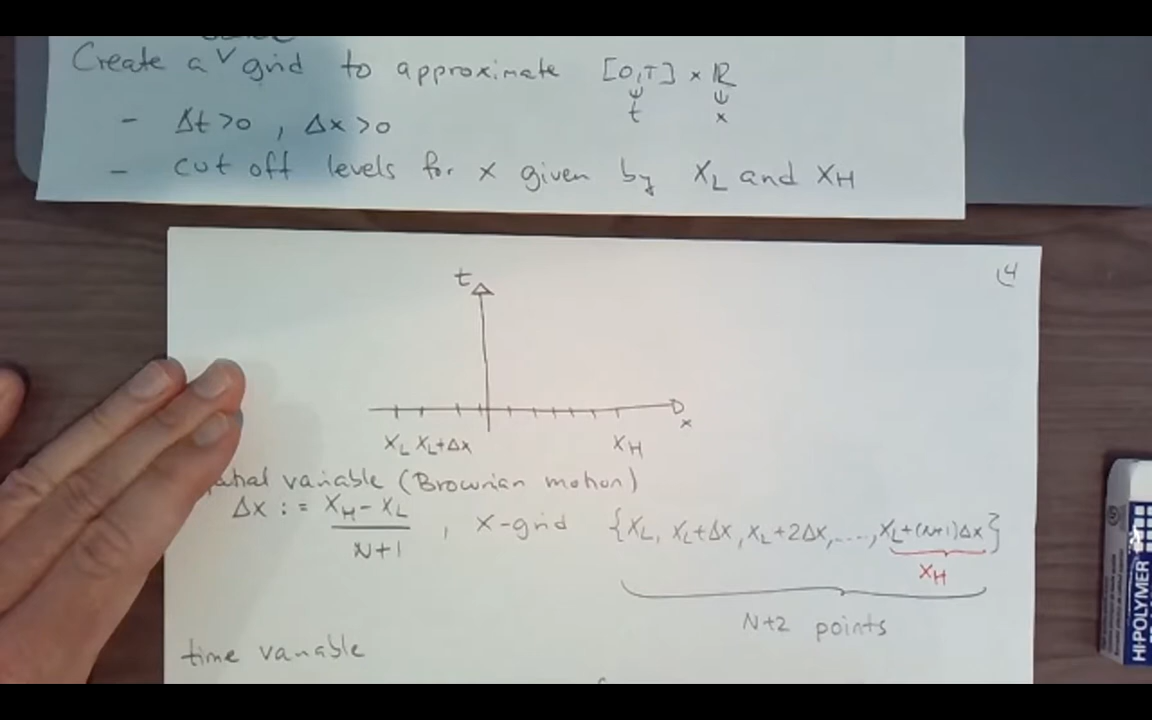 Create a ∨ grid to approximate [0,T] × ℝ
t x
- Δt>0 , Δx>0
- cut off levels for x given by X_L and X_H
4
t
x
X_L X_L+Δx X_H
variable (Brownian motion)
Δx := (X_H - X_L)/(N+1) , X-grid {X_L, X_L+Δx, X_L+2Δx, ...., X_L+(N+1)Δx}
X_H
N+2 points
time variable
HI-POLYMER